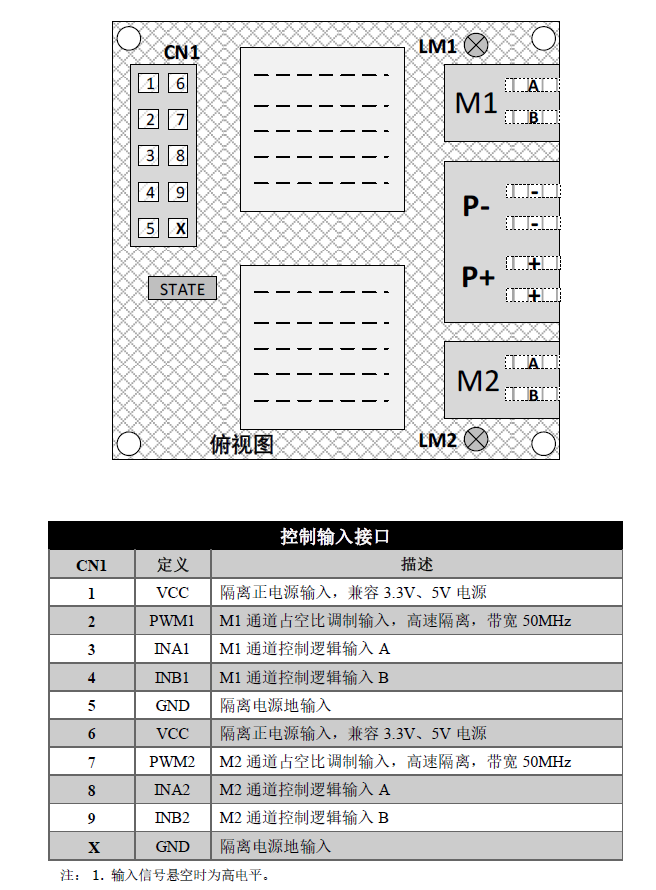 LM1
CN1
A
1 6
M1
B
2 7
3 8
-
P-
4 9
-
5 X
+
P+
STATE
+
A
M2
B
俯视图
LM2
控制输入接口
CN1 定义 描述
1 VCC 隔离正电源输入，兼容 3.3V、5V 电源
2 PWM1 M1 通道占空比调制输入，高速隔离，带宽 50MHz
3 INA1 M1 通道控制逻辑输入 A
4 INB1 M1 通道控制逻辑输入 B
5 GND 隔离电源地输入
6 VCC 隔离正电源输入，兼容 3.3V、5V 电源
7 PWM2 M2 通道占空比调制输入，高速隔离，带宽 50MHz
8 INA2 M2 通道控制逻辑输入 A
9 INB2 M2 通道控制逻辑输入 B
X GND 隔离电源地输入
注： 1. 输入信号悬空时为高电平。